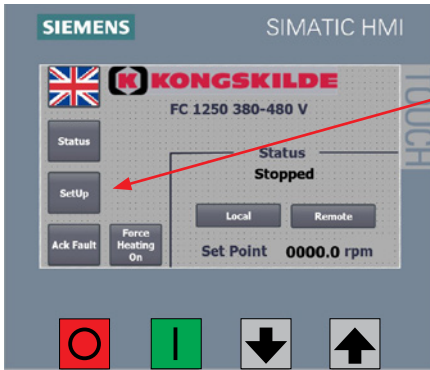 SIEMENS
SIMATIC HMI
TOUCH
K KONGSKILDE
FC 1250 380-480 V
Status
Status
Stopped
SetUp
Local
Remote
Ack Fault
Force
Heating
On
Set Point
0000.0 rpm